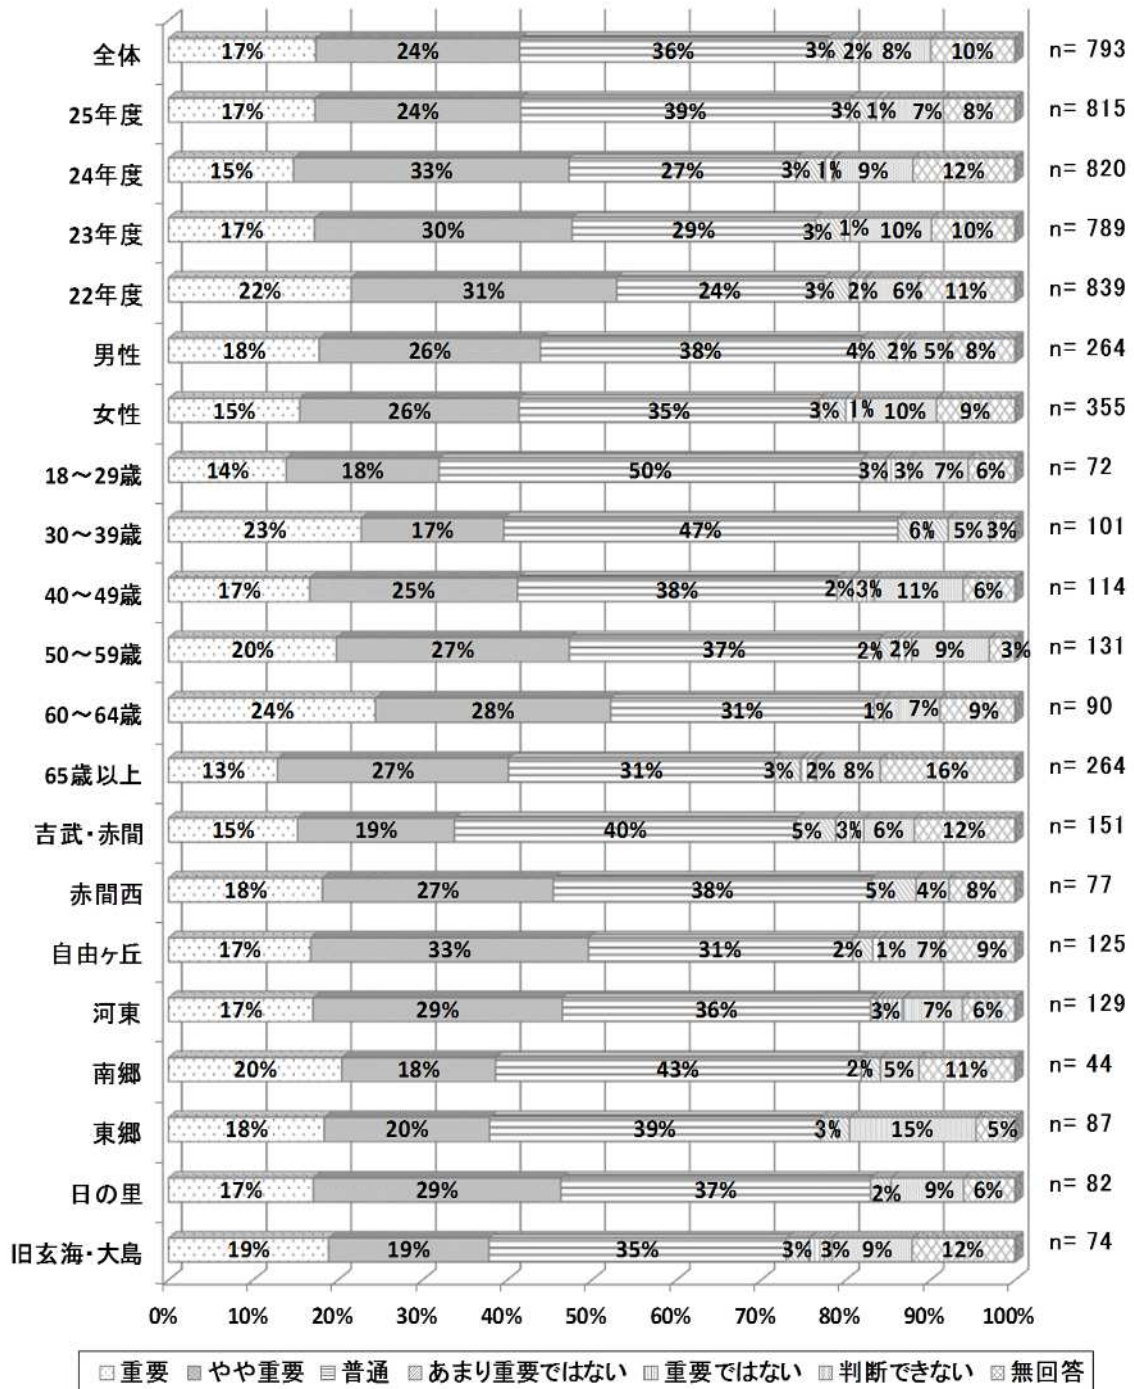 全体 17% 24% 36% 3% 2% 8% 10% n= 793
25年度 17% 24% 39% 3% 1% 7% 8% n= 815
24年度 15% 33% 27% 3% 1% 9% 12% n= 820
23年度 17% 30% 29% 3% 1% 10% 10% n= 789
22年度 22% 31% 24% 3% 2% 6% 11% n= 839
男性 18% 26% 38% 4% 2% 5% 8% n= 264
女性 15% 26% 35% 3% 1% 10% 9% n= 355
18～29歳 14% 18% 50% 3% 3% 7% 6% n= 72
30～39歳 23% 17% 47% 6% 5% 3% n= 101
40～49歳 17% 25% 38% 2% 3% 11% 6% n= 114
50～59歳 20% 27% 37% 2% 2% 9% 3% n= 131
60～64歳 24% 28% 31% 1% 7% 9% n= 90
65歳以上 13% 27% 31% 3% 2% 8% 16% n= 264
吉武・赤間 15% 19% 40% 5% 3% 6% 12% n= 151
赤間西 18% 27% 38% 5% 4% 8% n= 77
自由ヶ丘 17% 33% 31% 2% 1% 7% 9% n= 125
河東 17% 29% 36% 3% 7% 6% n= 129
南郷 20% 18% 43% 2% 5% 11% n= 44
東郷 18% 20% 39% 3% 15% 5% n= 87
日の里 17% 29% 37% 2% 9% 6% n= 82
旧玄海・大島 19% 19% 35% 3% 3% 9% 12% n= 74
0% 10% 20% 30% 40% 50% 60% 70% 80% 90% 100%
重要 やや重要 普通 あまり重要ではない 重要ではない 判断できない 無回答